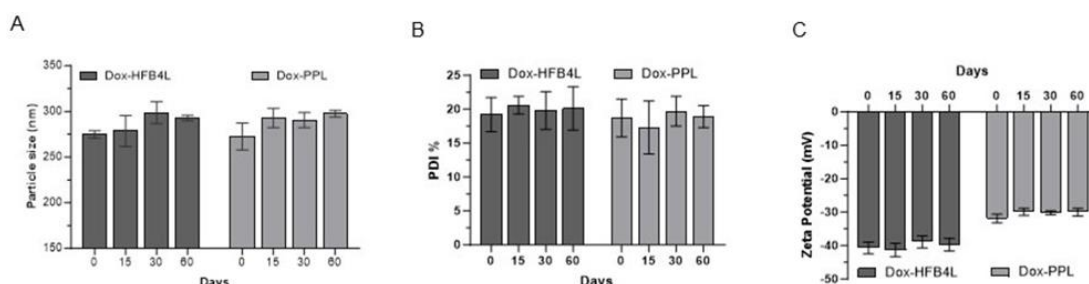 A
Dox-HFB4L
Dox-PPL
Particle size (nm)
350
300
250
200
150
0 15 30 60 0 15 30 60
Days
B
Dox-HFB4L
Dox-PPL
PDI %
25
20
15
10
5
0
0 15 30 60 0 15 30 60
Days
C
Days
0 15 30 60 0 15 30 60
Zeta Potential (mV)
0
-10
-20
-30
-40
-50
Dox-HFB4L
Dox-PPL